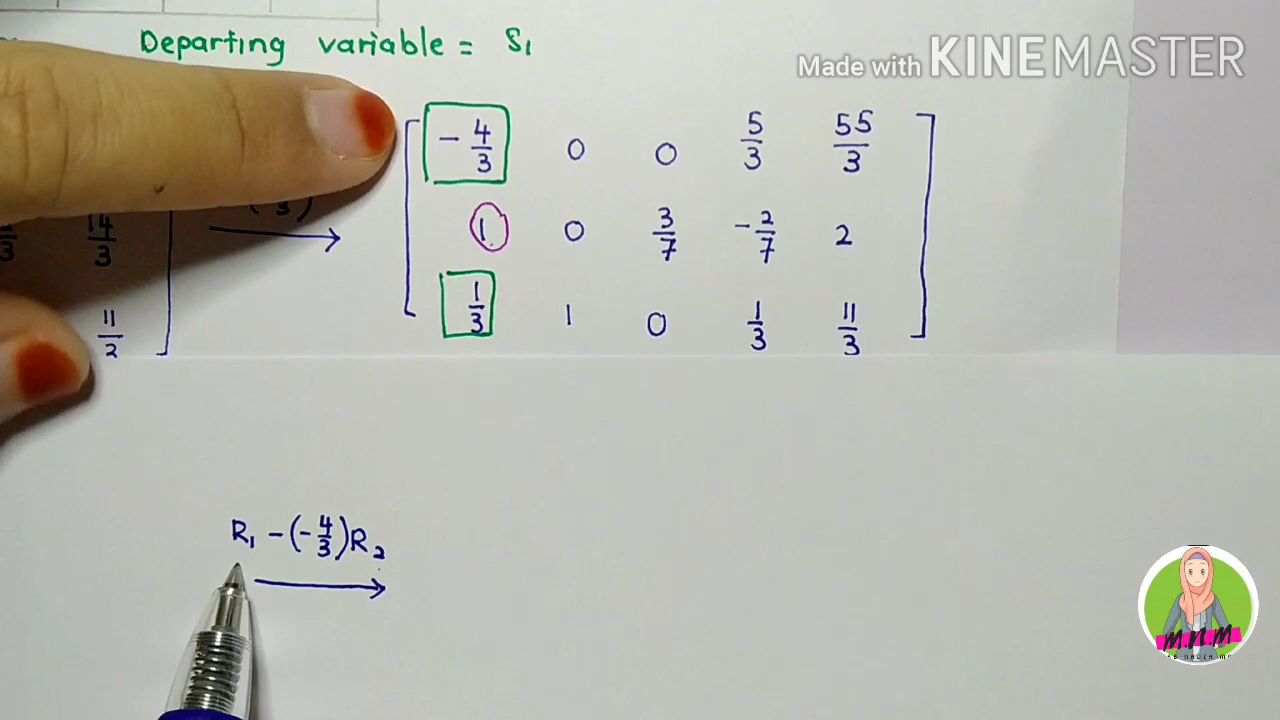 Departing variable = S₁
Made with KINEMASTER
- 4/3 0 0 5/3 55/3
1 0 3/7 -2/7 2
1/3 1 0 1/3 11/3
14/3
11/2
R₁ - (-4/3)R₂
M.N.M